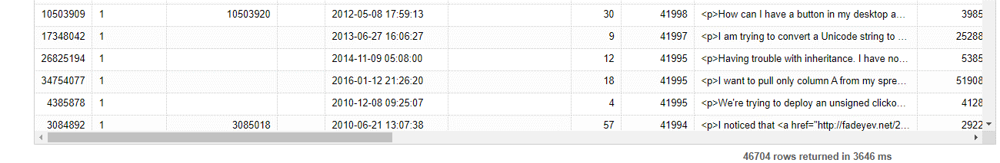 10503909 1 10503920 2012-05-08 17:59:13 30 41998 <p>How can I have a button in my desktop a... 3985
17348042 1 2013-06-27 16:06:27 9 41997 <p>I am trying to convert a Unicode string to ... 25288
26825194 1 2014-11-09 05:08:00 12 41995 <p>Having trouble with inheritance. I have no... 5385
34754077 1 2016-01-12 21:26:20 18 41995 <p>I want to pull only column A from my spre... 51908
4385878 1 2010-12-08 09:25:07 4 41995 <p>We're trying to deploy an unsigned clicko... 4128
3084892 1 3085018 2010-06-21 13:07:38 57 41994 <p>I noticed that <a href="http://fadeyev.net/2... 2922
46704 rows returned in 3646 ms